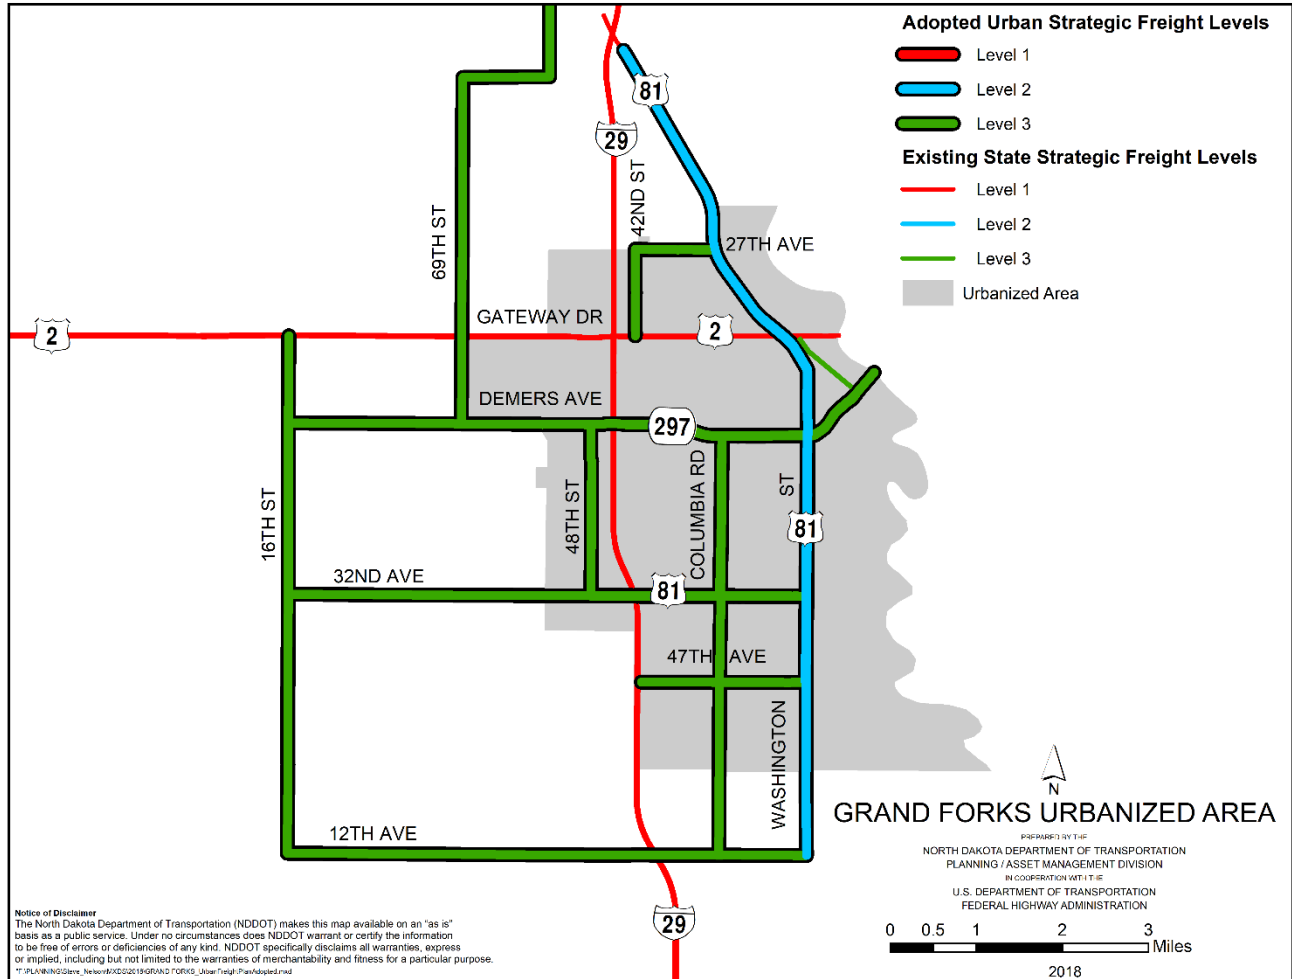 Adopted Urban Strategic Freight Levels
Level 1
Level 2
Level 3
Existing State Strategic Freight Levels
Level 1
Level 2
Level 3
Urbanized Area
81
29
42ND ST
27TH AVE
69TH ST
GATEWAY DR
2
2
DEMERS AVE
297
COLUMBIA RD
ST
16TH ST
48TH ST
81
32ND AVE
81
47TH AVE
WASHINGTON
12TH AVE
29
N
GRAND FORKS URBANIZED AREA
PREPARED BY THE
NORTH DAKOTA DEPARTMENT OF TRANSPORTATION
PLANNING / ASSET MANAGEMENT DIVISION
IN COOPERATION WITH THE
U.S. DEPARTMENT OF TRANSPORTATION
FEDERAL HIGHWAY ADMINISTRATION
0 0.5 1 2 3
Miles
2018
Notice of Disclaimer
The North Dakota Department of Transportation (NDDOT) makes this map available on an "as is"
basis as a public service. Under no circumstances does NDDOT warrant or certify the information
to be free of errors or deficiencies of any kind. NDDOT specifically disclaims all warranties, express
or implied, including but not limited to the warranties of merchantability and fitness for a particular purpose.